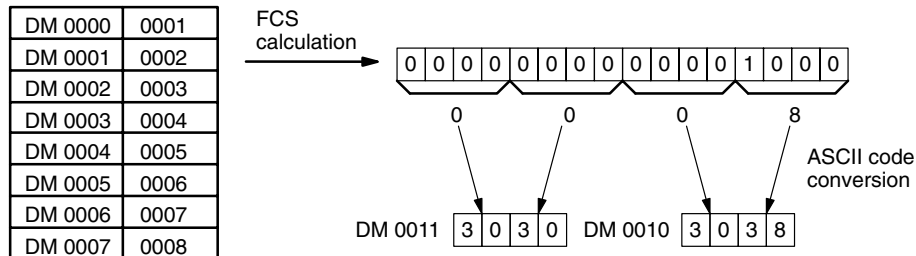 DM 0000 0001
DM 0001 0002
DM 0002 0003
DM 0003 0004
DM 0004 0005
DM 0005 0006
DM 0006 0007
DM 0007 0008
FCS
calculation
0 0 0 0 0 0 0 0 0 0 0 0 1 0 0 0
0 0 0 8
ASCII code
conversion
DM 0011 3 0 3 0 DM 0010 3 0 3 8